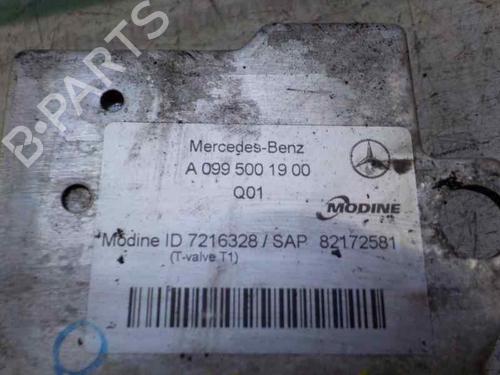 B-PARTS
Mercedes-Benz
A 099 500 19 00
Q01
MODINE
Modine ID 7216328 / SAP 82172581
(T-valve T1)